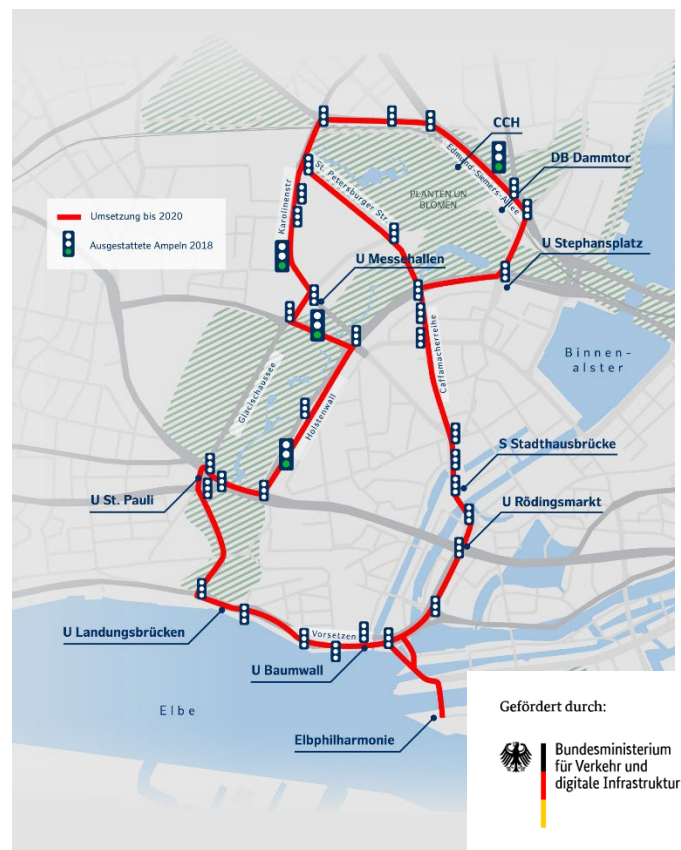 CCH
Edmund-Siemers-Allee
DB Dammtor
St. Petersburger Str.
PLANTEN UN
BLOMEN
Karolinenstr
Umsetzung bis 2020
Ausgestattete Ampeln 2018
U Stephansplatz
U Messehallen
Caffamacherreihe
Binnen-
alster
Glacischaussee
Holstenwall
S Stadthausbrücke
U St. Pauli
U Rödingsmarkt
U Landungsbrücken
Vorsetzen
U Baumwall
Elbe
Elbphilharmonie
Gefördert durch:
Bundesministerium
für Verkehr und
digitale Infrastruktur